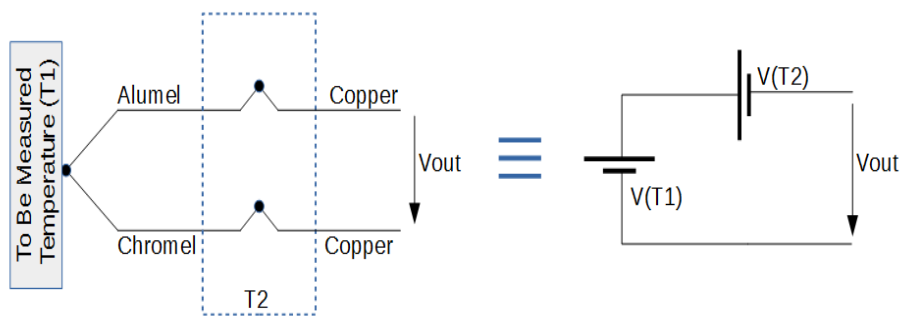 To Be Measured
Temperature (T1)
Alumel
Copper
Vout
Chromel
Copper
T2
V(T2)
Vout
V(T1)